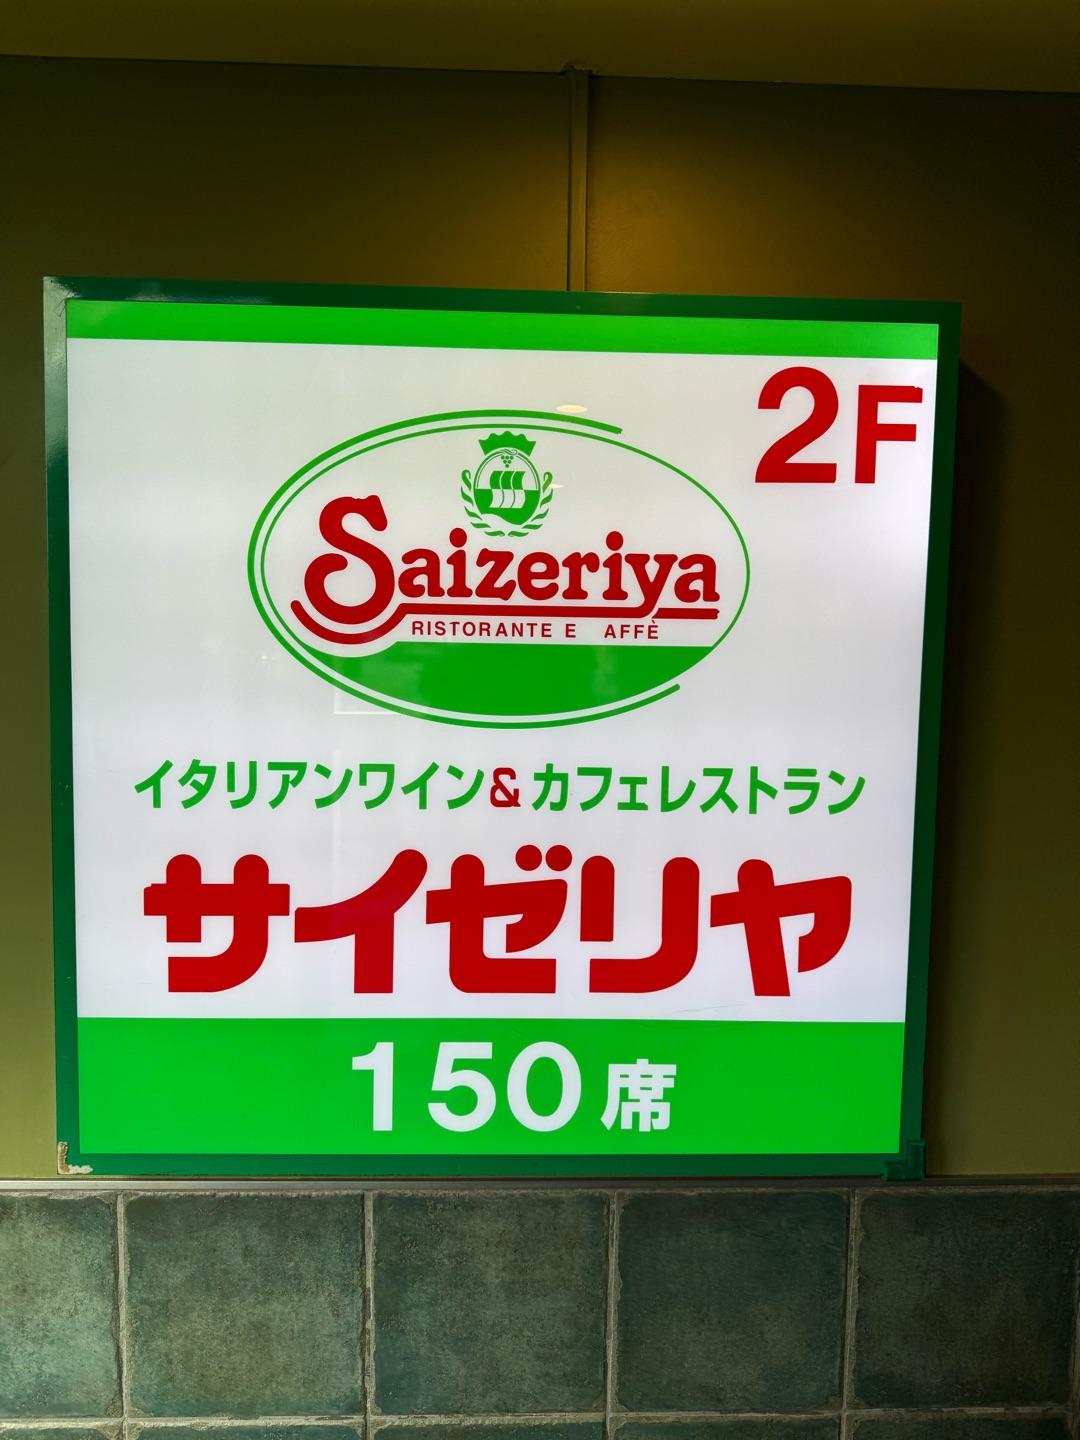 2F
Saizeriya
RISTORANTE E AFFÈ
イタリアンワイン&カフェレストラン
サイゼリヤ
150席